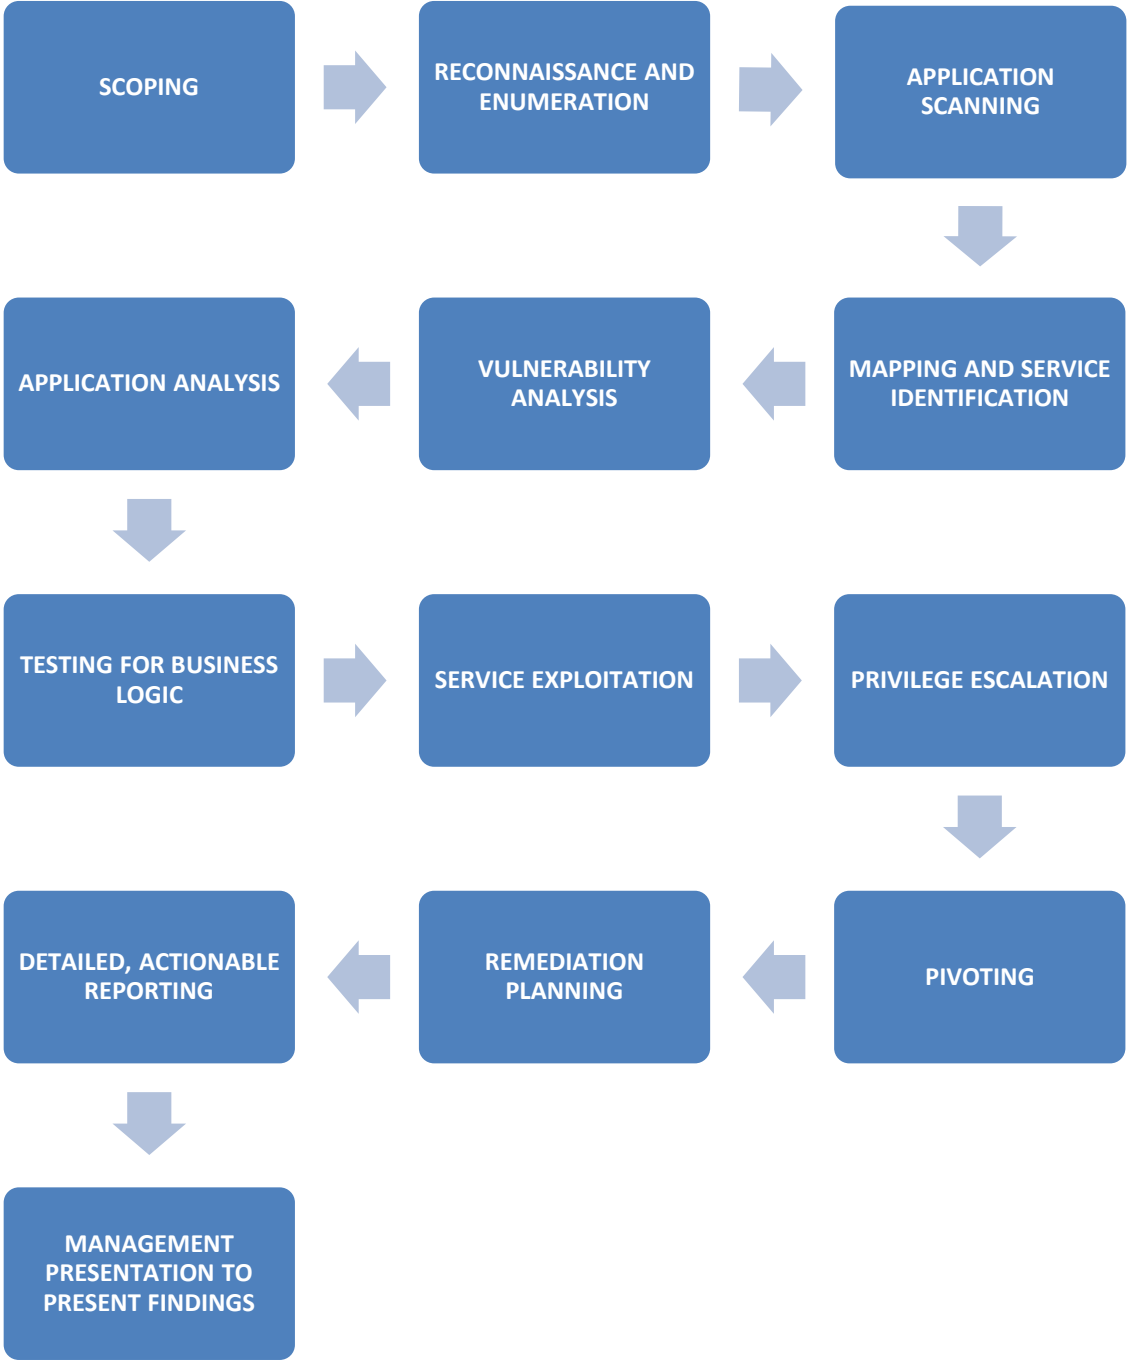 SCOPING
RECONNAISSANCE AND
ENUMERATION
APPLICATION
SCANNING
MAPPING AND SERVICE
IDENTIFICATION
VULNERABILITY
ANALYSIS
APPLICATION ANALYSIS
TESTING FOR BUSINESS
LOGIC
SERVICE EXPLOITATION
PRIVILEGE ESCALATION
PIVOTING
REMEDIATION
PLANNING
DETAILED, ACTIONABLE
REPORTING
MANAGEMENT
PRESENTATION TO
PRESENT FINDINGS